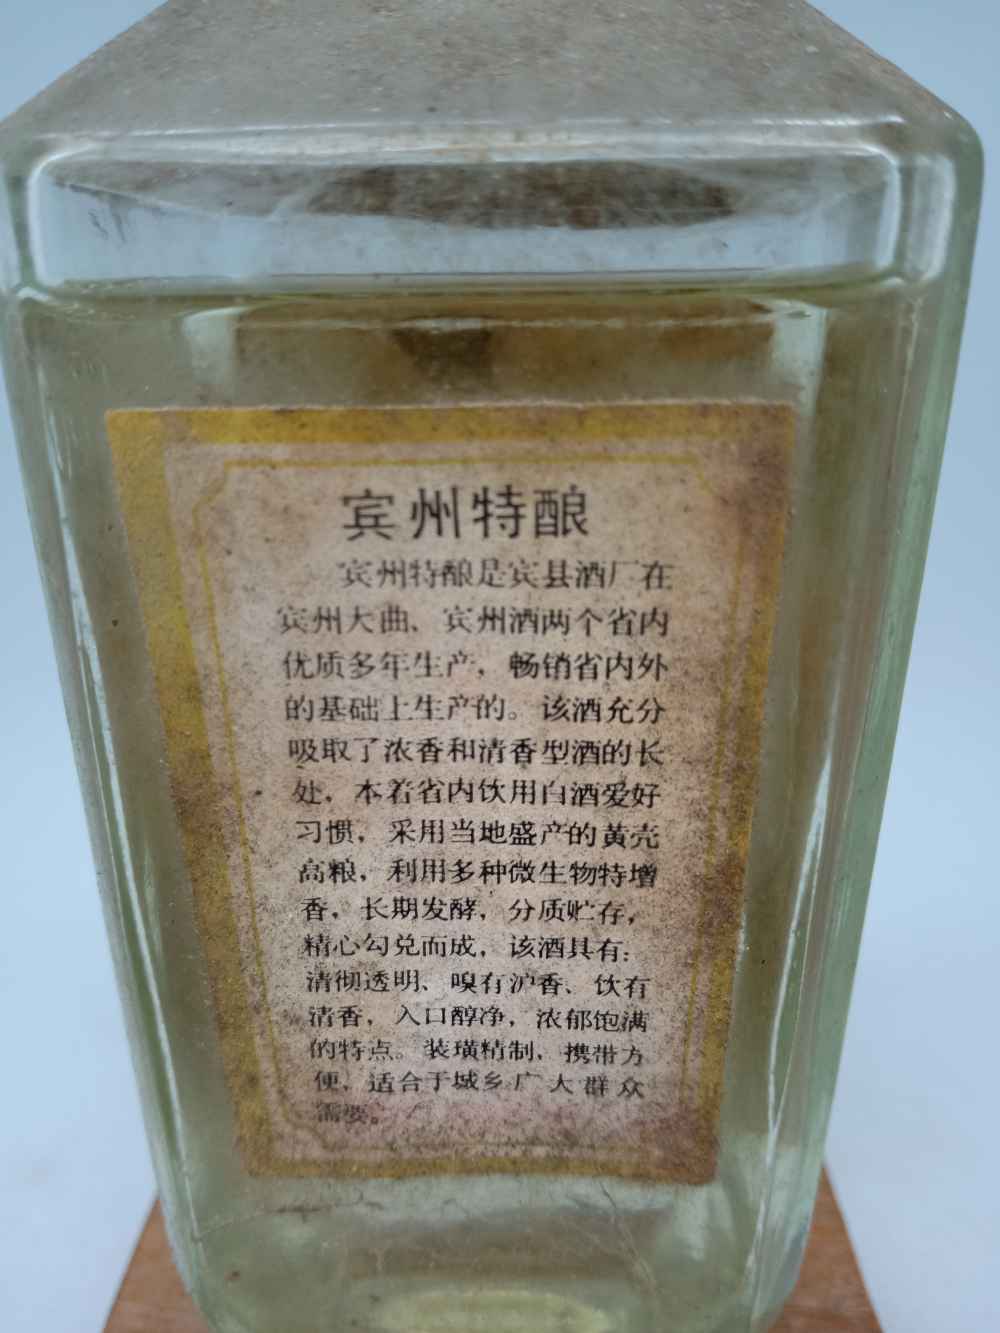 宾州特酿
宾州特酿是宾县酒厂在
宾州大曲、宾州酒两个省内
优质多年生产，畅销省内外
的基础上生产的。该酒充分
吸取了浓香和清香型酒的长
处，本着省内饮用白酒爱好
习惯，采用当地盛产的黄壳
高粮，利用多种微生物特增
香，长期发酵，分质贮存，
精心勾兑而成，该酒具有：
清彻透明、嗅有沪香、饮有
清香，入口醇净，浓郁饱满
的特点。装璜精制，携带方
便，适合于城乡广大群众
需要。